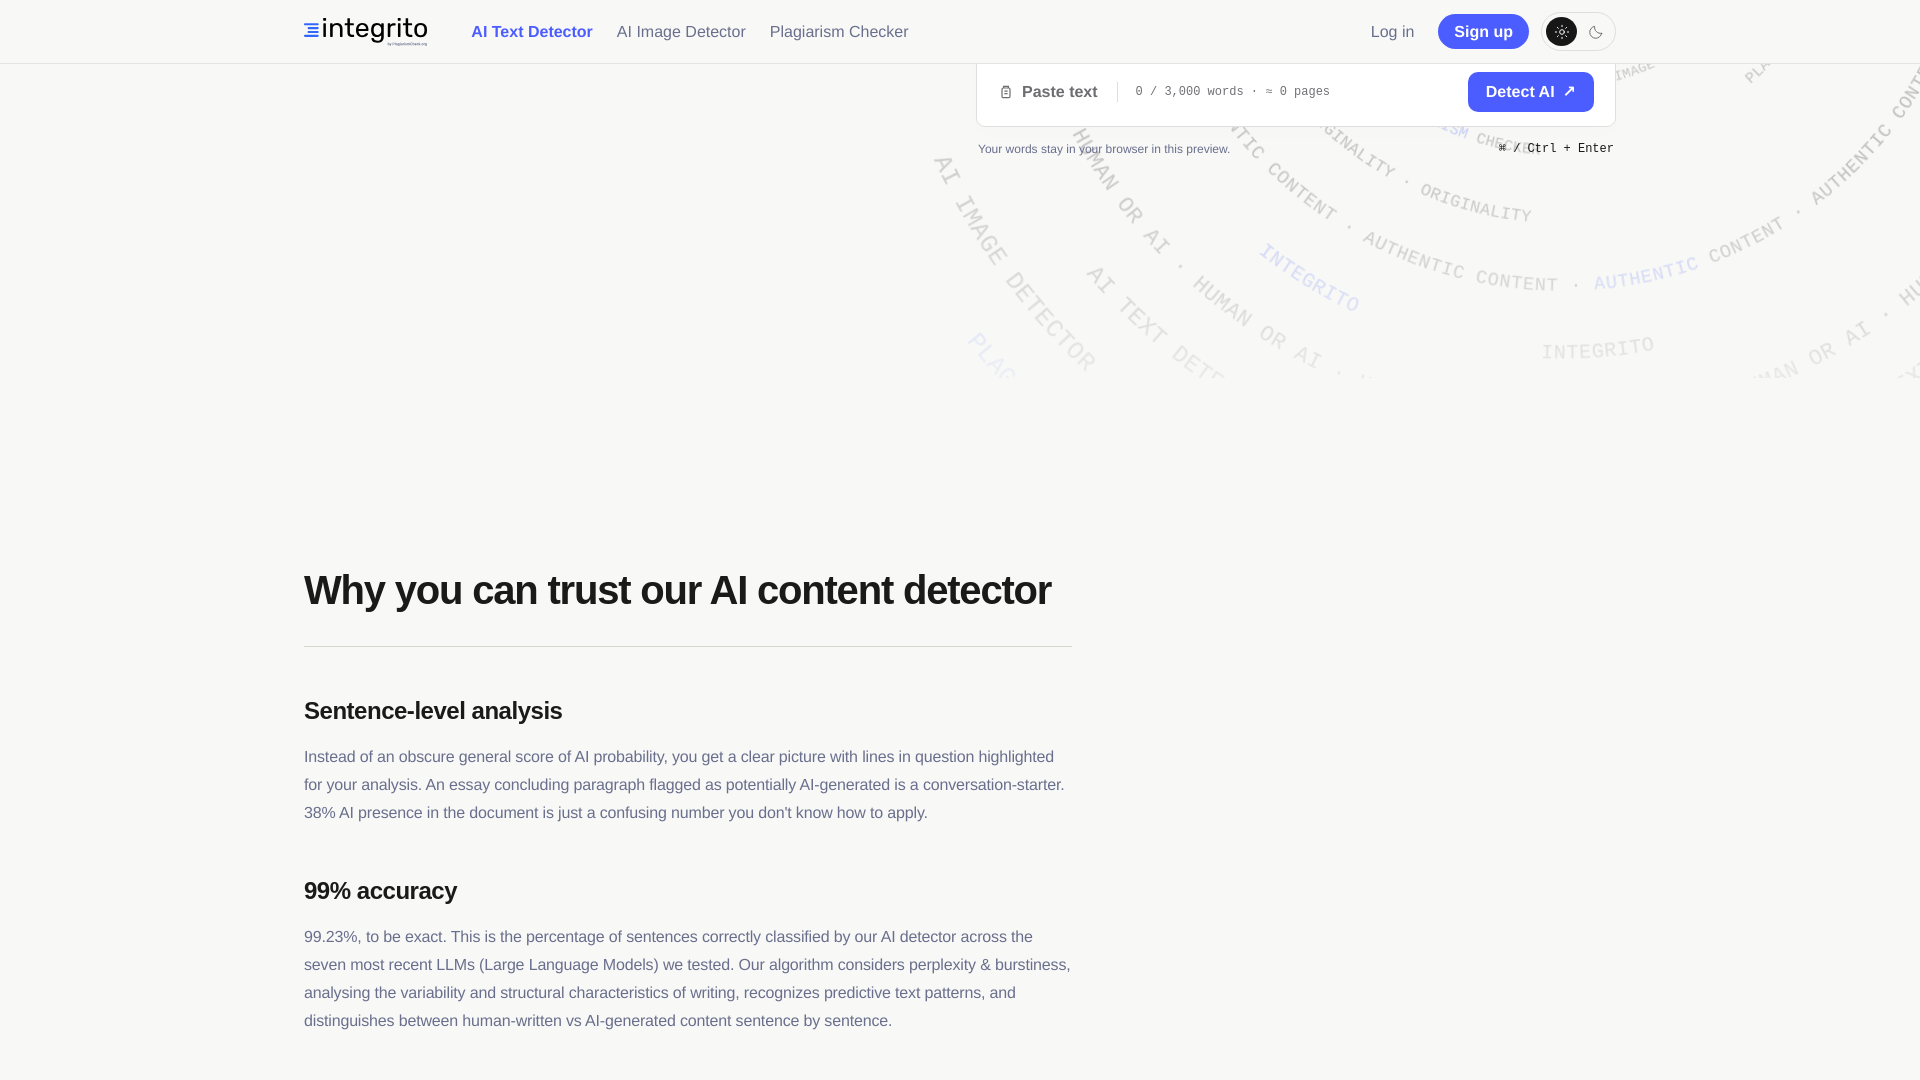 integrito
by PlagiarismCheck.org
AI Text Detector
AI Image Detector
Plagiarism Checker
Log in
Sign up
Paste text
0 / 3,000 words · ≈ 0 pages
Detect AI ↗
Your words stay in your browser in this preview.
⌘ / Ctrl + Enter
IMAGE
CHECKER
ORIGINALITY · ORIGINALITY
CONTENT · AUTHENTIC CONTENT · AUTHENTIC CONTENT · AUTHENTIC
HUMAN OR AI · HUMAN OR AI ·
INTEGRITO
INTEGRITO
AI IMAGE DETECTOR
AI TEXT
OR AI ·
Why you can trust our AI content detector
Sentence-level analysis
Instead of an obscure general score of AI probability, you get a clear picture with lines in question highlighted
for your analysis. An essay concluding paragraph flagged as potentially AI-generated is a conversation-starter.
38% AI presence in the document is just a confusing number you don't know how to apply.
99% accuracy
99.23%, to be exact. This is the percentage of sentences correctly classified by our AI detector across the
seven most recent LLMs (Large Language Models) we tested. Our algorithm considers perplexity & burstiness,
analysing the variability and structural characteristics of writing, recognizes predictive text patterns, and
distinguishes between human-written vs AI-generated content sentence by sentence.